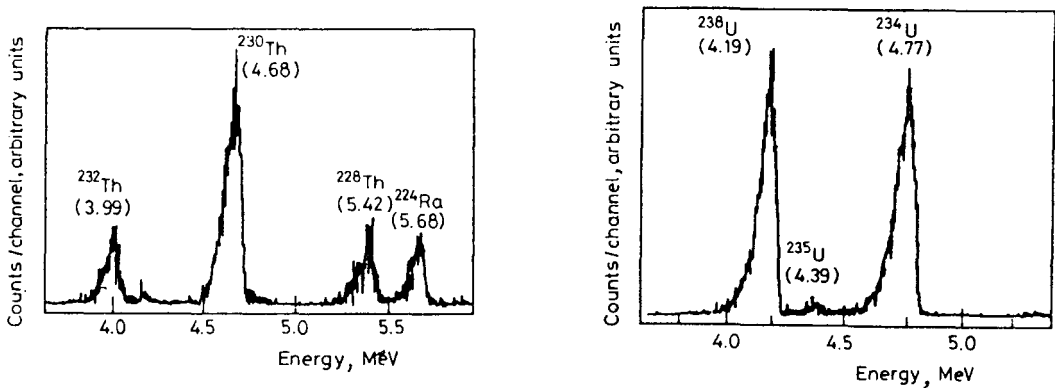 Counts/channel, arbitrary units
²³²Th
(3.99)
²³⁰Th
(4.68)
²²⁸Th
(5.42)
²²⁴Ra
(5.68)
4.0 4.5 5.0 5.5
Energy, MeV
Counts/channel, arbitrary units
²³⁸U
(4.19)
²³⁵U
(4.39)
²³⁴U
(4.77)
4.0 4.5 5.0
Energy, MeV